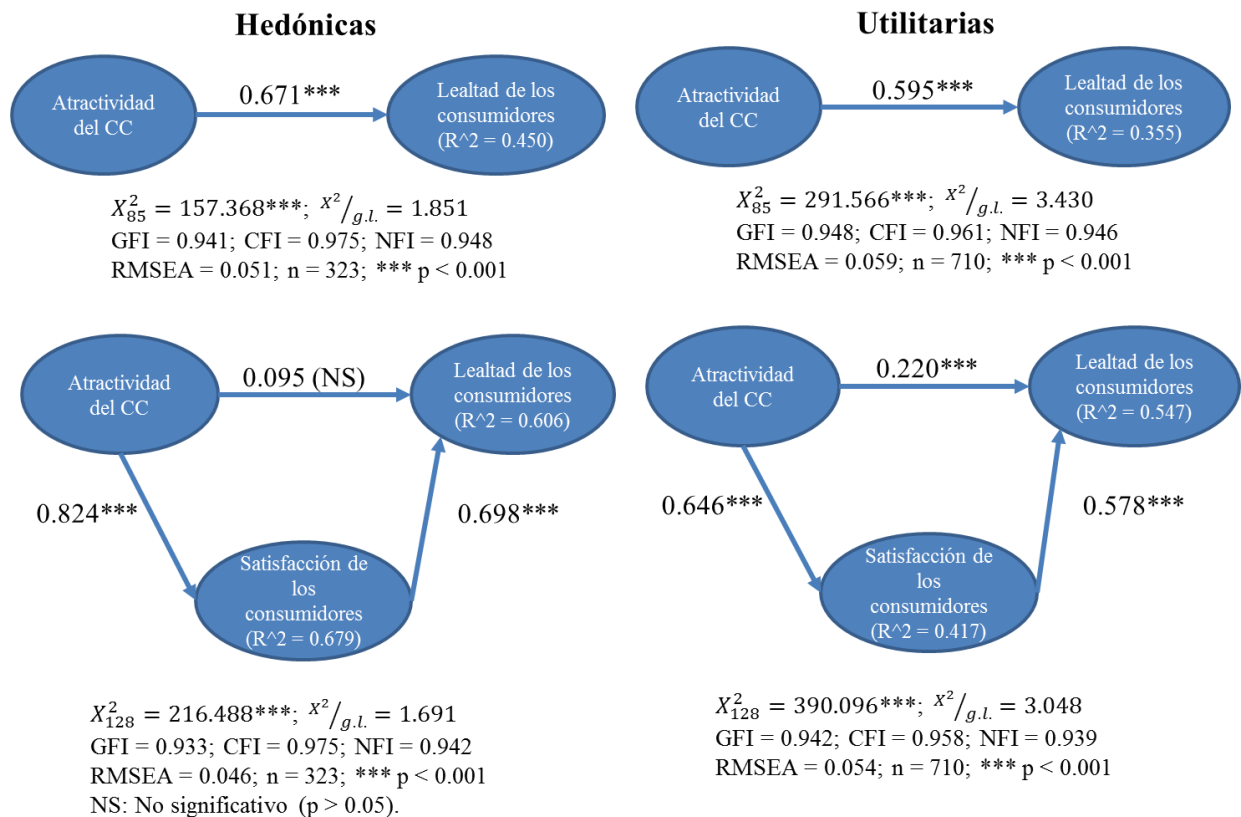 Hedónicas
Atractividad
del CC
0.671***
Lealtad de los
consumidores
(R^2 = 0.450)
X²₈₅ = 157.368***; X²/g.l. = 1.851
GFI = 0.941; CFI = 0.975; NFI = 0.948
RMSEA = 0.051; n = 323; *** p < 0.001
Utilitarias
Atractividad
del CC
0.595***
Lealtad de los
consumidores
(R^2 = 0.355)
X²₈₅ = 291.566***; X²/g.l. = 3.430
GFI = 0.948; CFI = 0.961; NFI = 0.946
RMSEA = 0.059; n = 710; *** p < 0.001
Atractividad
del CC
0.095 (NS)
Lealtad de los
consumidores
(R^2 = 0.606)
0.824***
0.698***
Satisfacción de
los
consumidores
(R^2 = 0.679)
X²₁₂₈ = 216.488***; X²/g.l. = 1.691
GFI = 0.933; CFI = 0.975; NFI = 0.942
RMSEA = 0.046; n = 323; *** p < 0.001
NS: No significativo (p > 0.05).
Atractividad
del CC
0.220***
Lealtad de los
consumidores
(R^2 = 0.547)
0.646***
0.578***
Satisfacción de
los
consumidores
(R^2 = 0.417)
X²₁₂₈ = 390.096***; X²/g.l. = 3.048
GFI = 0.942; CFI = 0.958; NFI = 0.939
RMSEA = 0.054; n = 710; *** p < 0.001